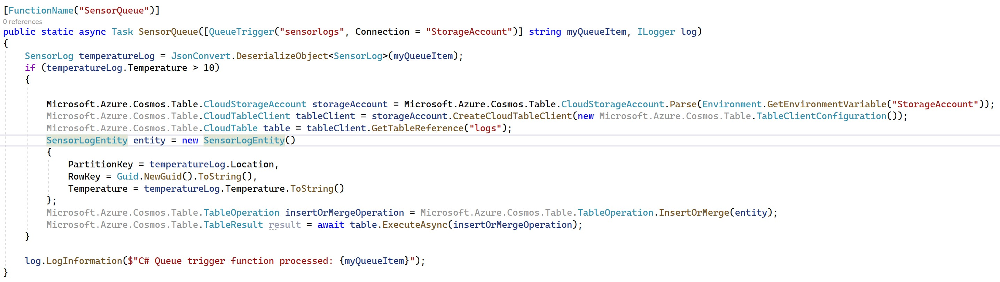 [FunctionName("SensorQueue")]
0 references
public static async Task SensorQueue([QueueTrigger("sensorlogs", Connection = "StorageAccount")] string myQueueItem, ILogger log)
{
SensorLog temperatureLog = JsonConvert.DeserializeObject<SensorLog>(myQueueItem);
if (temperatureLog.Temperature > 10)
{
Microsoft.Azure.Cosmos.Table.CloudStorageAccount storageAccount = Microsoft.Azure.Cosmos.Table.CloudStorageAccount.Parse(Environment.GetEnvironmentVariable("StorageAccount"));
Microsoft.Azure.Cosmos.Table.CloudTableClient tableClient = storageAccount.CreateCloudTableClient(new Microsoft.Azure.Cosmos.Table.TableClientConfiguration());
Microsoft.Azure.Cosmos.Table.CloudTable table = tableClient.GetTableReference("logs");
SensorLogEntity entity = new SensorLogEntity()
{
PartitionKey = temperatureLog.Location,
RowKey = Guid.NewGuid().ToString(),
Temperature = temperatureLog.Temperature.ToString()
};
Microsoft.Azure.Cosmos.Table.TableOperation insertOrMergeOperation = Microsoft.Azure.Cosmos.Table.TableOperation.InsertOrMerge(entity);
Microsoft.Azure.Cosmos.Table.TableResult result = await table.ExecuteAsync(insertOrMergeOperation);
}
log.LogInformation($"C# Queue trigger function processed: {myQueueItem}");
}